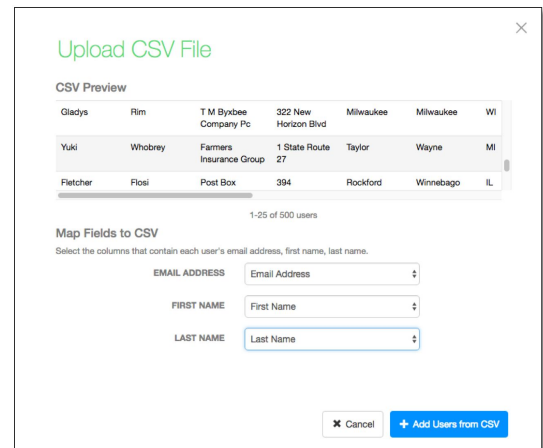 Upload CSV File
CSV Preview
Gladys Rim T M Byxbee 322 New Milwaukee Milwaukee WI
Company Pc Horizon Blvd
Yuki Whobrey Farmers 1 State Route Taylor Wayne MI
Insurance Group 27
Fletcher Flosi Post Box 394 Rockford Winnebago IL
1-25 of 500 users
Map Fields to CSV
Select the columns that contain each user's email address, first name, last name.
EMAIL ADDRESS Email Address
FIRST NAME First Name
LAST NAME Last Name
Cancel + Add Users from CSV